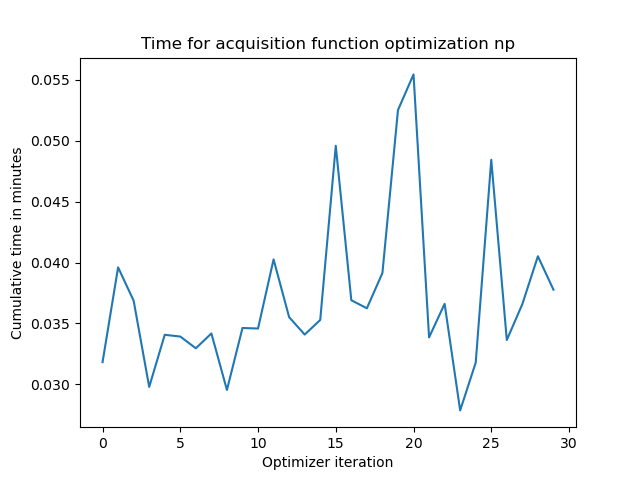 Time for acquisition function optimization np
0.055
0.050
0.045
0.040
0.035
0.030
Cumulative time in minutes
0 5 10 15 20 25 30
Optimizer iteration